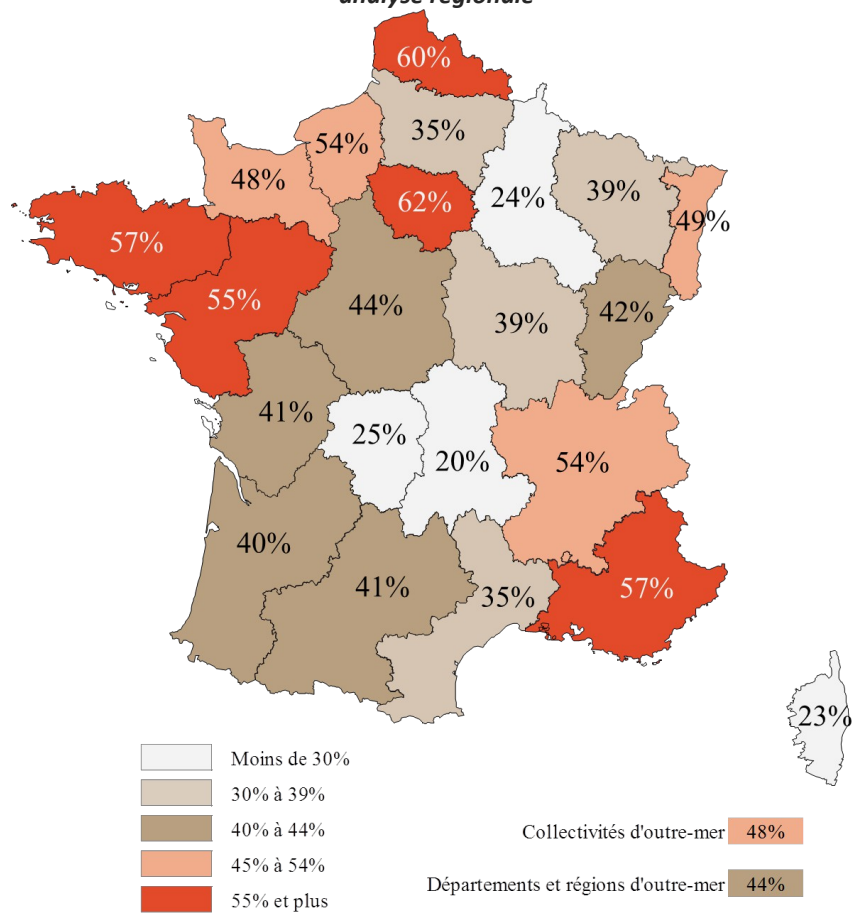 analyse régionale
60%
35%
54%
48%
62%
24%
39%
49%
57%
55%
44%
39%
42%
41%
25%
20%
54%
40%
41%
35%
57%
23%
Moins de 30%
30% à 39%
40% à 44%
45% à 54%
55% et plus
Collectivités d'outre-mer 48%
Départements et régions d'outre-mer 44%